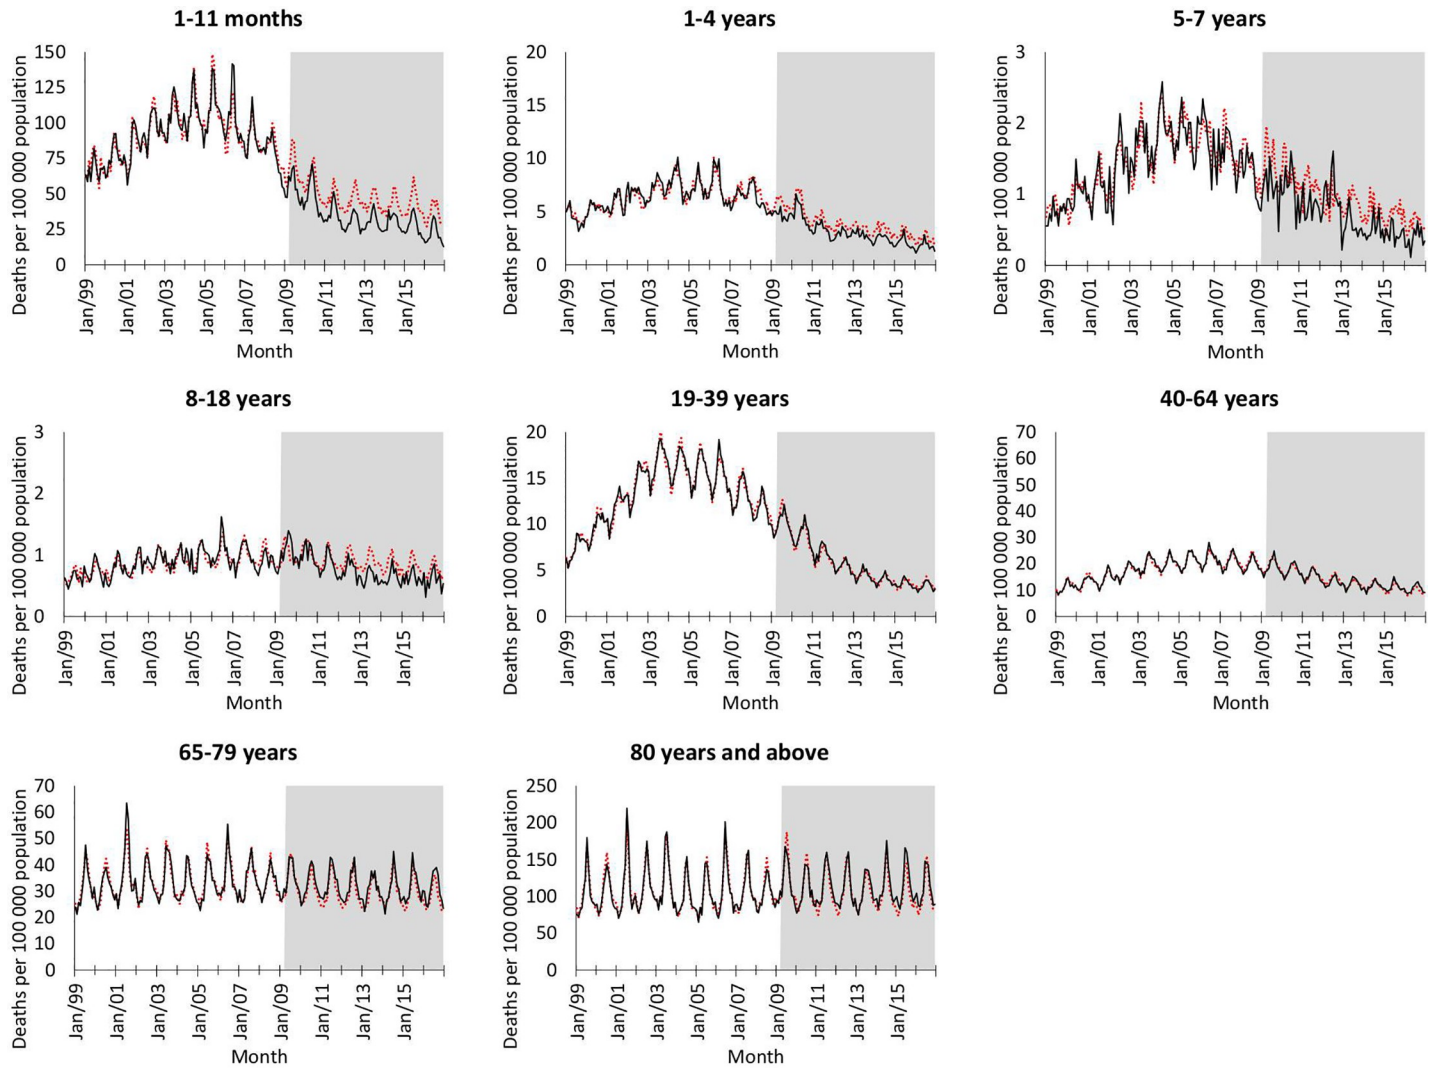 1-11 months
Deaths per 100 000 population
150
125
100
75
50
25
0
Jan/99
Jan/01
Jan/03
Jan/05
Jan/07
Jan/09
Jan/11
Jan/13
Jan/15
Month
1-4 years
Deaths per 100 000 population
20
15
10
5
0
Jan/99
Jan/01
Jan/03
Jan/05
Jan/07
Jan/09
Jan/11
Jan/13
Jan/15
Month
5-7 years
Deaths per 100 000 population
3
2
1
0
Jan/99
Jan/01
Jan/03
Jan/05
Jan/07
Jan/09
Jan/11
Jan/13
Jan/15
Month
8-18 years
Deaths per 100 000 population
3
2
1
0
Jan/99
Jan/01
Jan/03
Jan/05
Jan/07
Jan/09
Jan/11
Jan/13
Jan/15
Month
19-39 years
Deaths per 100 000 population
20
15
10
5
0
Jan/99
Jan/01
Jan/03
Jan/05
Jan/07
Jan/09
Jan/11
Jan/13
Jan/15
Month
40-64 years
Deaths per 100 000 population
70
60
50
40
30
20
10
0
Jan/99
Jan/01
Jan/03
Jan/05
Jan/07
Jan/09
Jan/11
Jan/13
Jan/15
Month
65-79 years
Deaths per 100 000 population
70
60
50
40
30
20
10
0
Jan/99
Jan/01
Jan/03
Jan/05
Jan/07
Jan/09
Jan/11
Jan/13
Jan/15
Month
80 years and above
Deaths per 100 000 population
250
200
150
100
50
0
Jan/99
Jan/01
Jan/03
Jan/05
Jan/07
Jan/09
Jan/11
Jan/13
Jan/15
Month